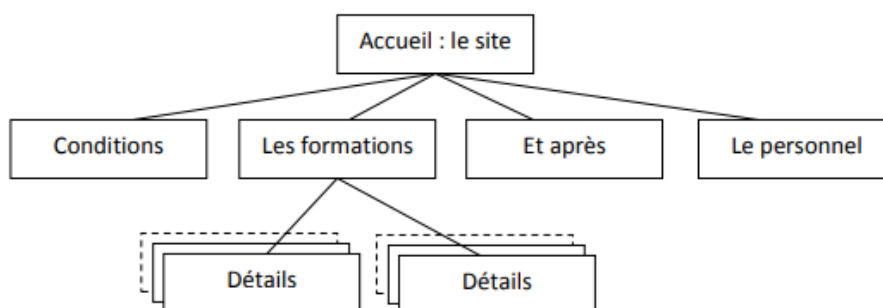 Accueil : le site
Conditions
Les formations
Et après
Le personnel
Détails
Détails